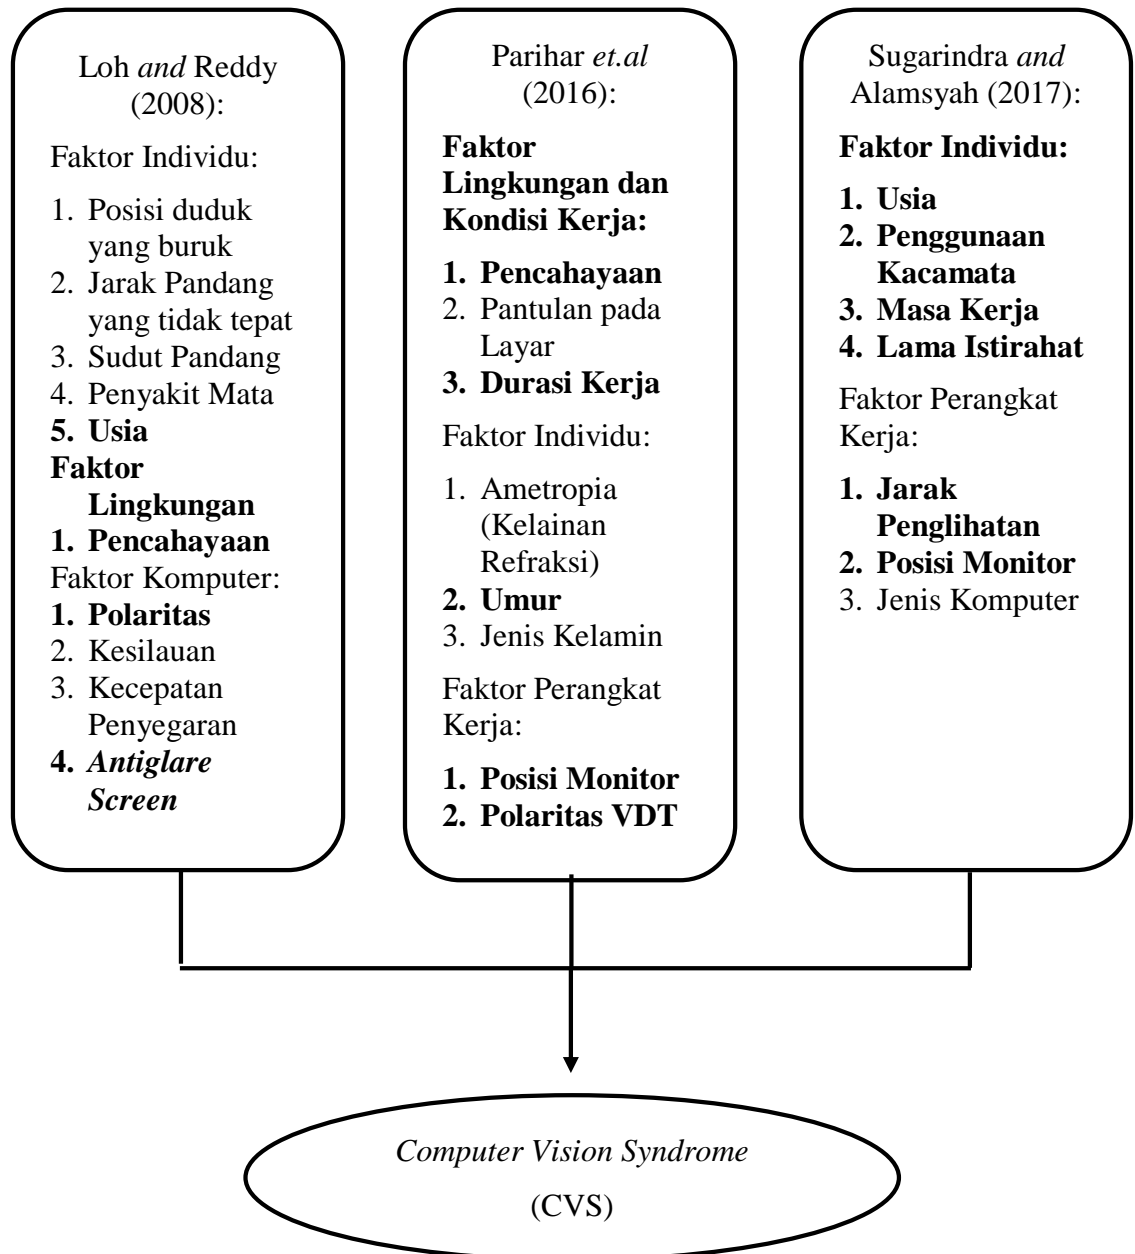 Loh and Reddy
(2008):
Faktor Individu:
1. Posisi duduk
yang buruk
2. Jarak Pandang
yang tidak tepat
3. Sudut Pandang
4. Penyakit Mata
5. Usia
Faktor
Lingkungan
1. Pencahayaan
Faktor Komputer:
1. Polaritas
2. Kesilauan
3. Kecepatan
Penyegaran
4. Antiglare
Screen
Parihar et.al
(2016):
Faktor
Lingkungan dan
Kondisi Kerja:
1. Pencahayaan
2. Pantulan pada
Layar
3. Durasi Kerja
Faktor Individu:
1. Ametropia
(Kelainan
Refraksi)
2. Umur
3. Jenis Kelamin
Faktor Perangkat
Kerja:
1. Posisi Monitor
2. Polaritas VDT
Sugarindra and
Alamsyah (2017):
Faktor Individu:
1. Usia
2. Penggunaan
Kacamata
3. Masa Kerja
4. Lama Istirahat
Faktor Perangkat
Kerja:
1. Jarak
Penglihatan
2. Posisi Monitor
3. Jenis Komputer
Computer Vision Syndrome
(CVS)